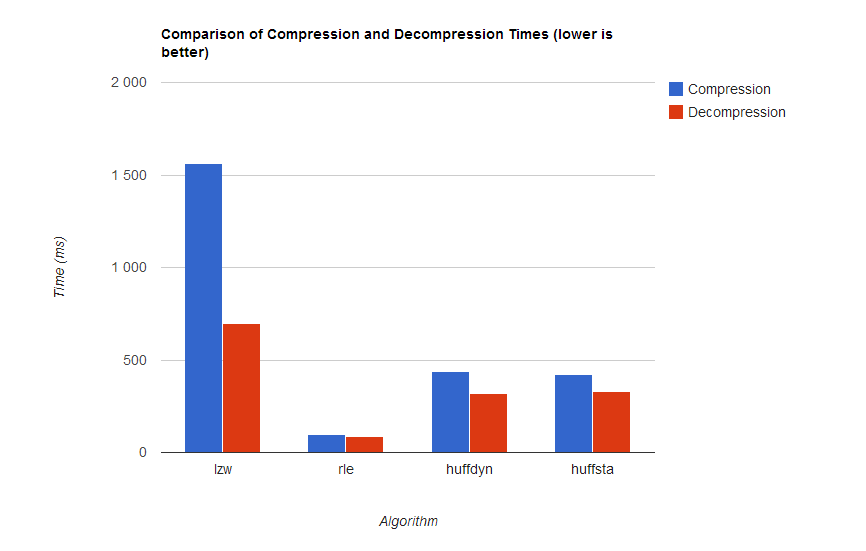 Comparison of Compression and Decompression Times (lower is
better)
2 000
1 500
1 000
500
0
Time (ms)
lzw
rle
huffdyn
huffsta
Algorithm
Compression
Decompression